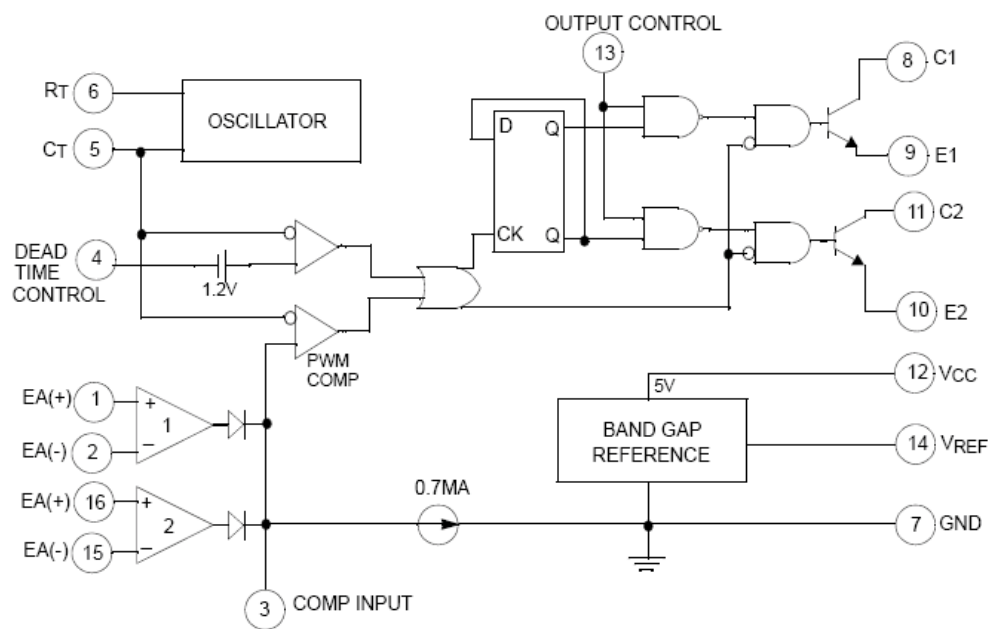 OUTPUT CONTROL
13
8 C1
RT 6
OSCILLATOR
CT 5
D Q
9 E1
11 C2
CK Q
DEAD TIME CONTROL
4
1.2V
10 E2
PWM COMP
12 VCC
5V
EA(+) 1
+
1
EA(-) 2
−
BAND GAP
REFERENCE
14 VREF
EA(+) 16
+
2
EA(-) 15
−
0.7MA
7 GND
3 COMP INPUT